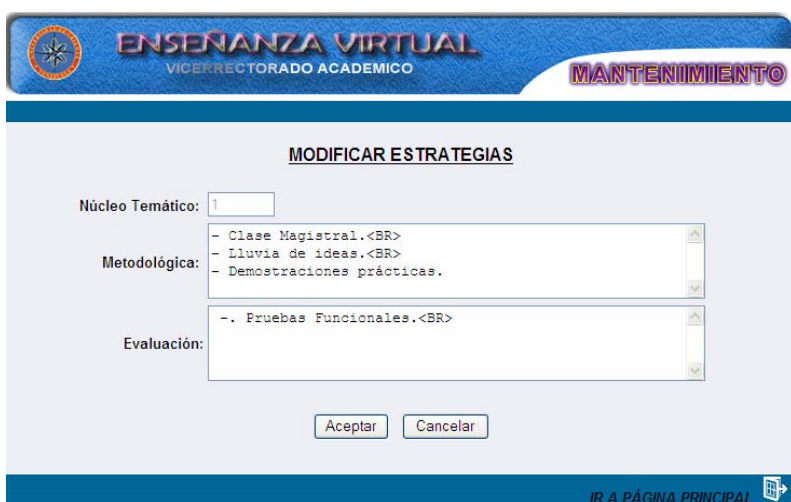 ENSEÑANZA VIRTUAL
VICERRECTORADO ACADEMICO
MANTENIMIENTO
MODIFICAR ESTRATEGIAS
Núcleo Temático: 1
Metodológica:
- Clase Magistral.<BR>
- Lluvia de ideas.<BR>
- Demostraciones prácticas.
Evaluación:
-. Pruebas Funcionales.<BR>
Aceptar Cancelar
IR A PÁGINA PRINCIPAL